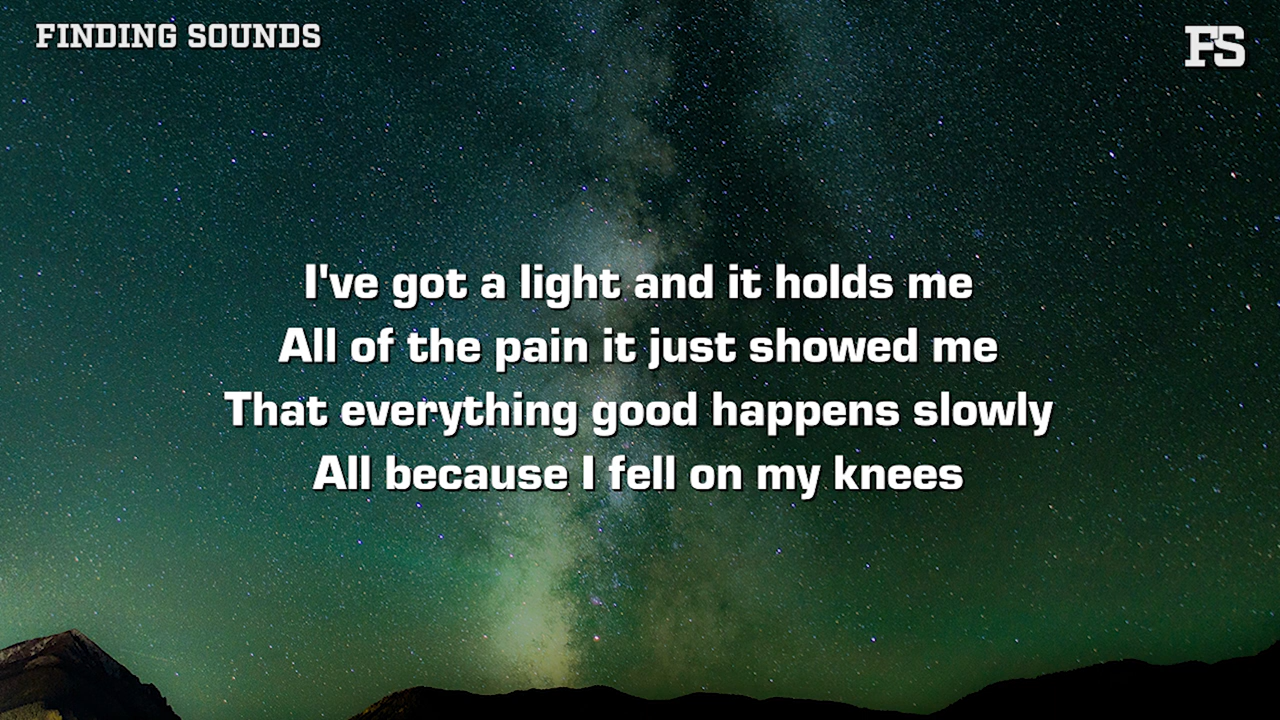 FINDING SOUNDS
FS
I've got a light and it holds me
All of the pain it just showed me
That everything good happens slowly
All because I fell on my knees